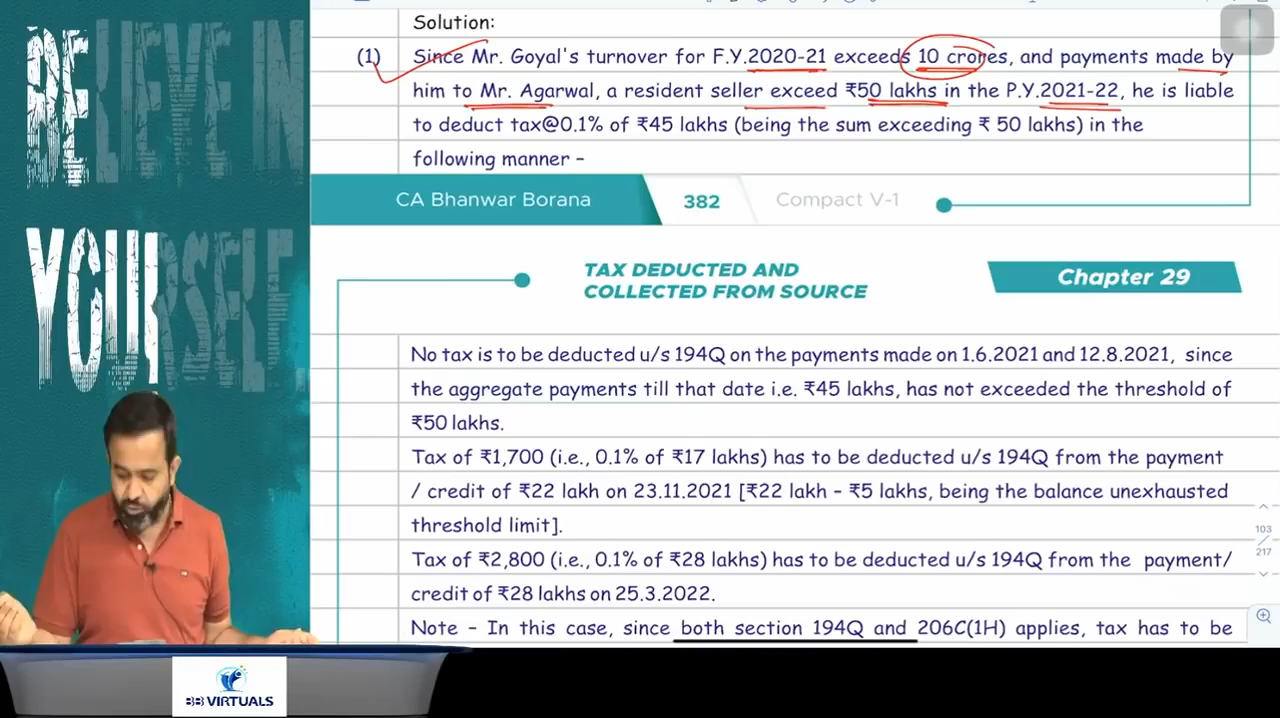 BELIEVE IN
YOURSELF
Solution:
(1) Since Mr. Goyal's turnover for F.Y.2020-21 exceeds 10 crores, and payments made by
him to Mr. Agarwal, a resident seller exceed ₹50 lakhs in the P.Y.2021-22, he is liable
to deduct tax@0.1% of ₹45 lakhs (being the sum exceeding ₹ 50 lakhs) in the
following manner –
CA Bhanwar Borana 382 Compact V-1
TAX DEDUCTED AND
COLLECTED FROM SOURCE
Chapter 29
No tax is to be deducted u/s 194Q on the payments made on 1.6.2021 and 12.8.2021, since
the aggregate payments till that date i.e. ₹45 lakhs, has not exceeded the threshold of
₹50 lakhs.
Tax of ₹1,700 (i.e., 0.1% of ₹17 lakhs) has to be deducted u/s 194Q from the payment
/ credit of ₹22 lakh on 23.11.2021 [₹22 lakh – ₹5 lakhs, being the balance unexhausted
threshold limit].
Tax of ₹2,800 (i.e., 0.1% of ₹28 lakhs) has to be deducted u/s 194Q from the payment/
credit of ₹28 lakhs on 25.3.2022.
Note – In this case, since both section 194Q and 206C(1H) applies, tax has to be
103
217
BB VIRTUALS